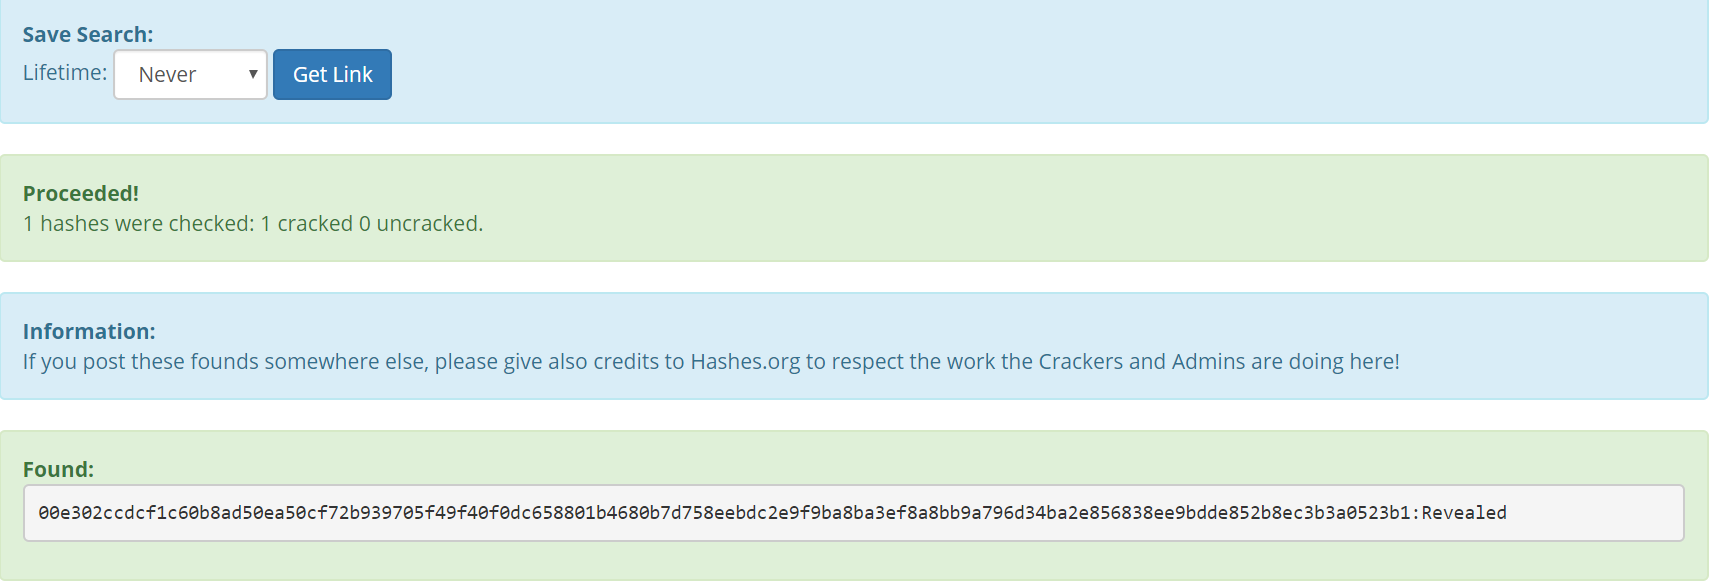 Save Search:
Lifetime: Never Get Link
Proceeded!
1 hashes were checked: 1 cracked 0 uncracked.
Information:
If you post these founds somewhere else, please give also credits to Hashes.org to respect the work the Crackers and Admins are doing here!
Found:
00e302ccdcf1c60b8ad50ea50cf72b939705f49f40f0dc658801b4680b7d758eebdc2e9f9ba8ba3ef8a8bb9a796d34ba2e856838ee9bdde852b8ec3b3a0523b1:Revealed